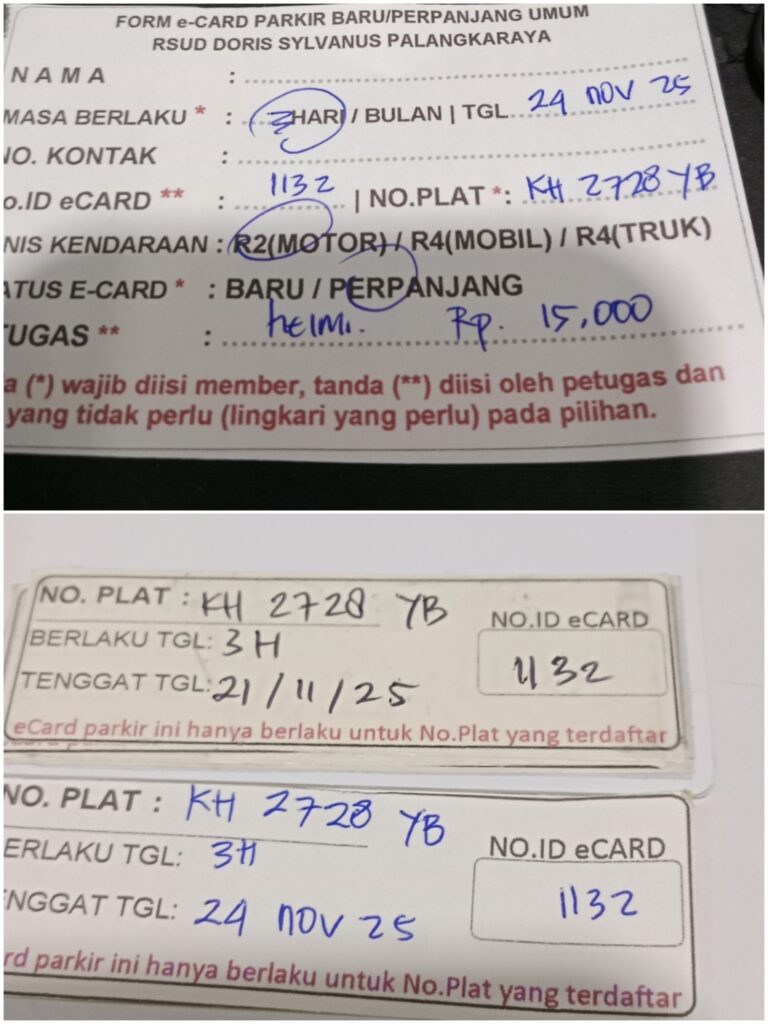 FORM e-CARD PARKIR BARU/PERPANJANG UMUM
RSUD DORIS SYLVANUS PALANGKARAYA
NAMA :
MASA BERLAKU * : 3 HARI / BULAN | TGL. 24 NOV 25
NO. KONTAK :
o.ID eCARD ** : 1132 | NO.PLAT *: KH 2728 YB
NIS KENDARAAN : R2(MOTOR) / R4(MOBIL) / R4(TRUK)
ATUS E-CARD * : BARU / PERPANJANG
TUGAS ** : helmi. Rp. 15,000
a (*) wajib diisi member, tanda (**) diisi oleh petugas dan
yang tidak perlu (lingkari yang perlu) pada pilihan.
NO. PLAT : KH 2728 YB
NO.ID eCARD
BERLAKU TGL: 3H
1132
TENGGAT TGL: 21/11/25
eCard parkir ini hanya berlaku untuk No.Plat yang terdaftar
NO. PLAT : KH 2728 YB
NO.ID eCARD
ERLAKU TGL: 3H
1132
ENGGAT TGL: 24 NOV 25
rd parkir ini hanya berlaku untuk No.Plat yang terdaftar